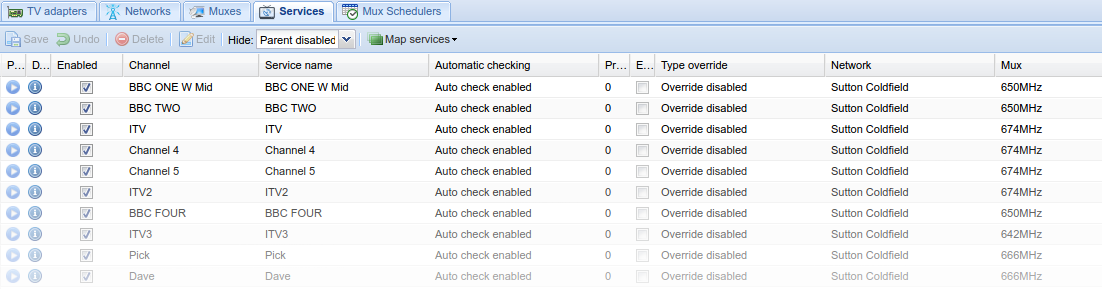 TV adapters Networks Muxes Services Mux Schedulers
Save Undo Delete Edit Hide: Parent disabled Map services
P... D... Enabled Channel Service name Automatic checking Pr... E... Type override Network Mux
BBC ONE W Mid BBC ONE W Mid Auto check enabled 0 Override disabled Sutton Coldfield 650MHz
BBC TWO BBC TWO Auto check enabled 0 Override disabled Sutton Coldfield 650MHz
ITV ITV Auto check enabled 0 Override disabled Sutton Coldfield 674MHz
Channel 4 Channel 4 Auto check enabled 0 Override disabled Sutton Coldfield 674MHz
Channel 5 Channel 5 Auto check enabled 0 Override disabled Sutton Coldfield 674MHz
ITV2 ITV2 Auto check enabled 0 Override disabled Sutton Coldfield 674MHz
BBC FOUR BBC FOUR Auto check enabled 0 Override disabled Sutton Coldfield 650MHz
ITV3 ITV3 Auto check enabled 0 Override disabled Sutton Coldfield 642MHz
Pick Pick Auto check enabled 0 Override disabled Sutton Coldfield 666MHz
Dave Dave Auto check enabled 0 Override disabled Sutton Coldfield 666MHz